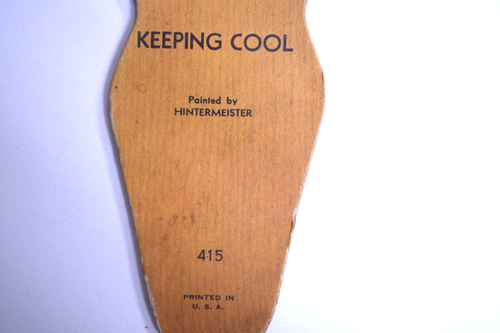 KEEPING COOL
Painted by
HINTERMEISTER
415
PRINTED IN
U. S. A.